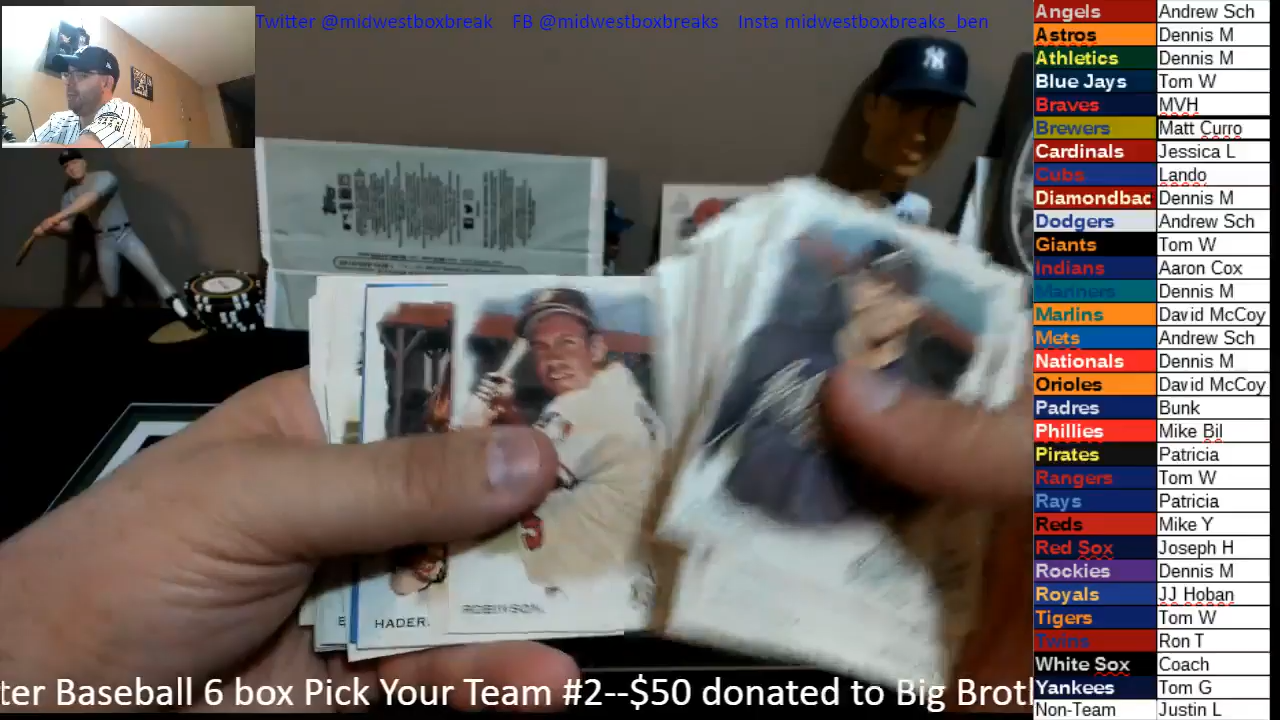 Twitter @midwestboxbreak FB @midwestboxbreaks Insta midwestboxbreaks_ben
Angels Andrew Sch
Astros Dennis M
Athletics Dennis M
Blue Jays Tom W
Braves MVH
Brewers Matt Curro
Cardinals Jessica L
Cubs Lando
Diamondbac Dennis M
Dodgers Andrew Sch
Giants Tom W
Indians Aaron Cox
Mariners Dennis M
Marlins David McCoy
Mets Andrew Sch
Nationals Dennis M
Orioles David McCoy
Padres Bunk
Phillies Mike Bil
Pirates Patricia
Rangers Tom W
Rays Patricia
Reds Mike Y
Red Sox Joseph H
Rockies Dennis M
Royals JJ Hoban
Tigers Tom W
Twins Ron T
White Sox Coach
Yankees Tom G
Non-Team Justin L
ROBINSON
HADER
ter Baseball 6 box Pick Your Team #2--$50 donated to Big Brot